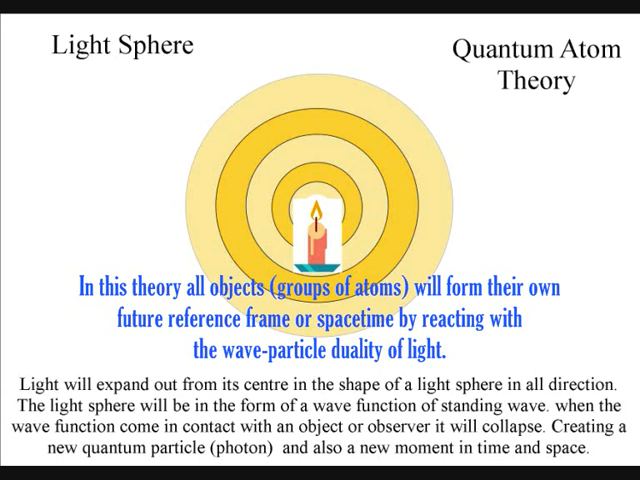 Light Sphere
Quantum Atom
Theory
In this theory all objects (groups of atoms) will form their own
future reference frame or spacetime by reacting with
the wave-particle duality of light.
Light will expand out from its centre in the shape of a light sphere in all direction.
The light sphere will be in the form of a wave function of standing wave. when the
wave function come in contact with an object or observer it will collapse. Creating a
new quantum particle (photon) and also a new moment in time and space.